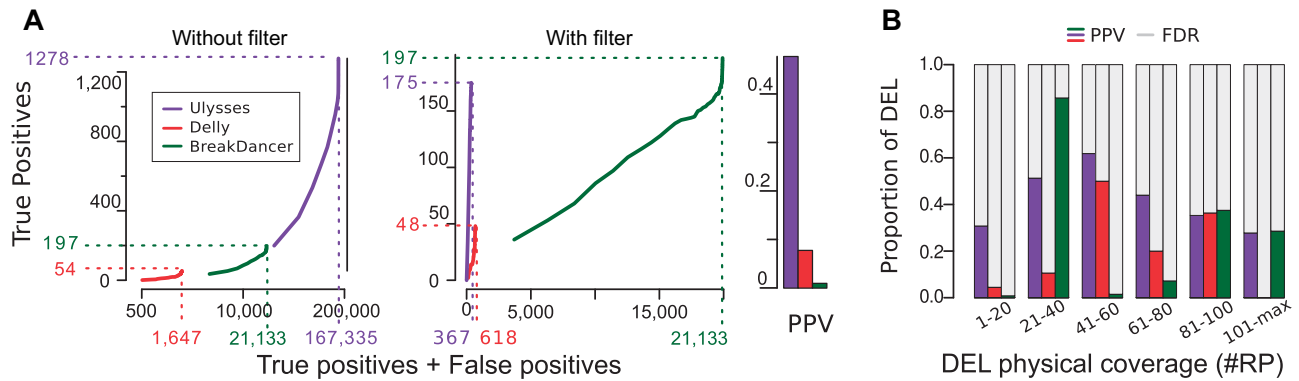 A
Without filter
With filter
True Positives
1278
1,200
800
400
0
197
54
Ulysses
Delly
BreakDancer
500
10,000
200,000
1,647
21,133
167,335
197
175
150
100
50
48
0
0
5,000
15,000
367
618
21,133
True positives + False positives
0.4
0.2
0
PPV
B
PPV
FDR
Proportion of DEL
1.0
0.8
0.6
0.4
0.2
0.0
1-20
21-40
41-60
61-80
81-100
101-max
DEL physical coverage (#RP)